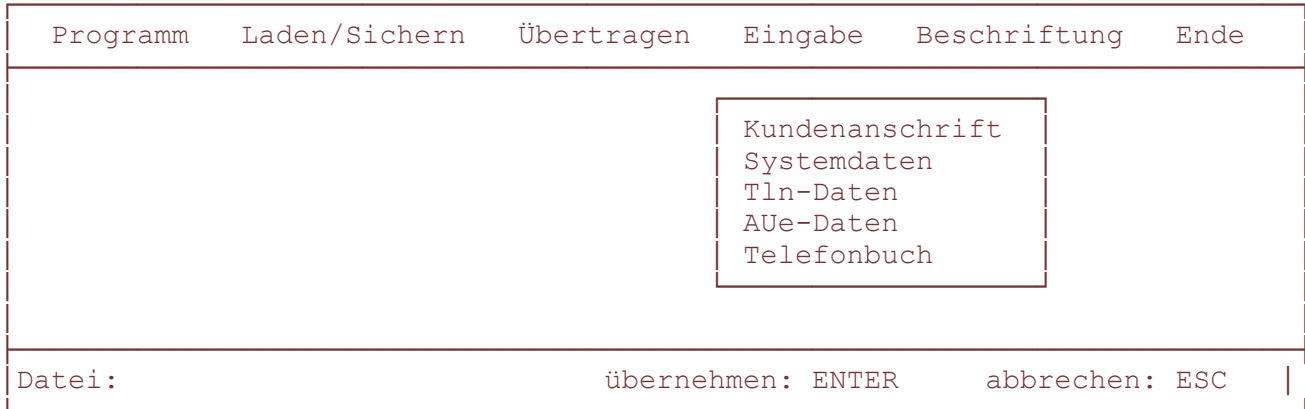 Programm Laden/Sichern Übertragen Eingabe Beschriftung Ende
Kundenanschrift
Systemdaten
Tln-Daten
AUe-Daten
Telefonbuch
Datei: übernehmen: ENTER abbrechen: ESC